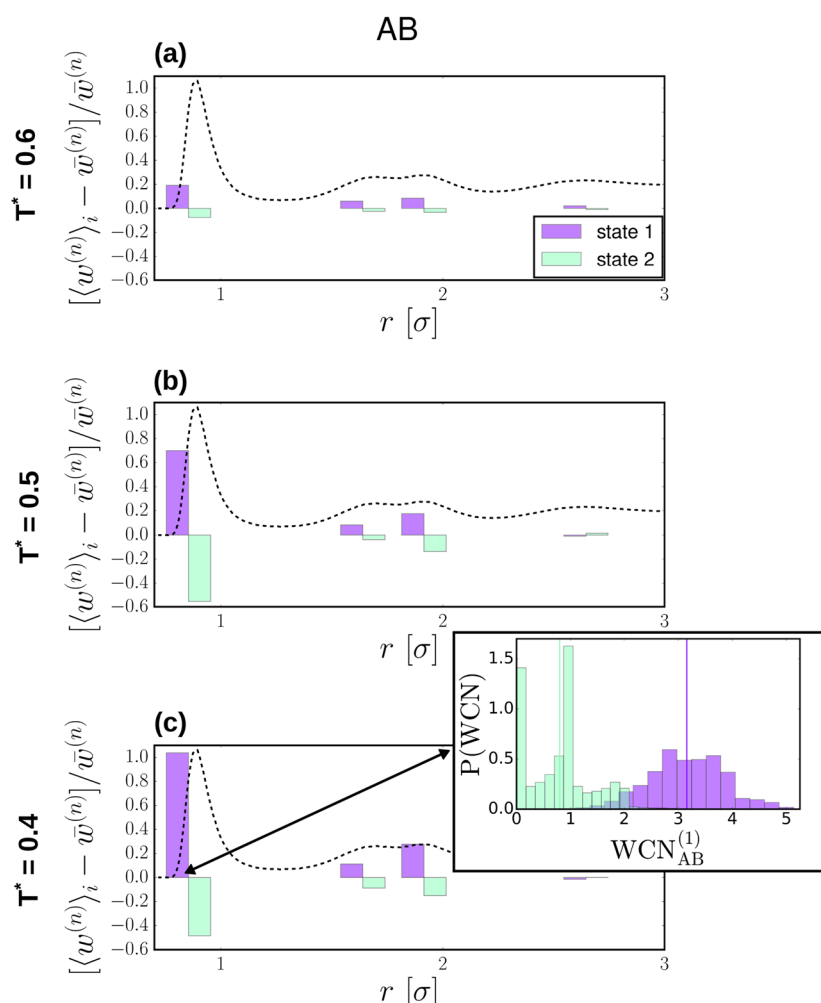 AB
(a)
T* = 0.6
[⟨w⁽ⁿ⁾⟩ᵢ − w̄⁽ⁿ⁾]/w̄⁽ⁿ⁾
1.0
0.8
0.6
0.4
0.2
0.0
−0.2
−0.4
−0.6
state 1
state 2
1 2 3
r [σ]
(b)
T* = 0.5
[⟨w⁽ⁿ⁾⟩ᵢ − w̄⁽ⁿ⁾]/w̄⁽ⁿ⁾
1.0
0.8
0.6
0.4
0.2
0.0
−0.2
−0.4
−0.6
1 2 3
r [σ]
(c)
T* = 0.4
[⟨w⁽ⁿ⁾⟩ᵢ − w̄⁽ⁿ⁾]/w̄⁽ⁿ⁾
1.0
0.8
0.6
0.4
0.2
0.0
−0.2
−0.4
−0.6
1 2 3
r [σ]
P(WCN)
1.5
1.0
0.5
0.0
0 1 2 3 4 5
WCN_AB^(1)